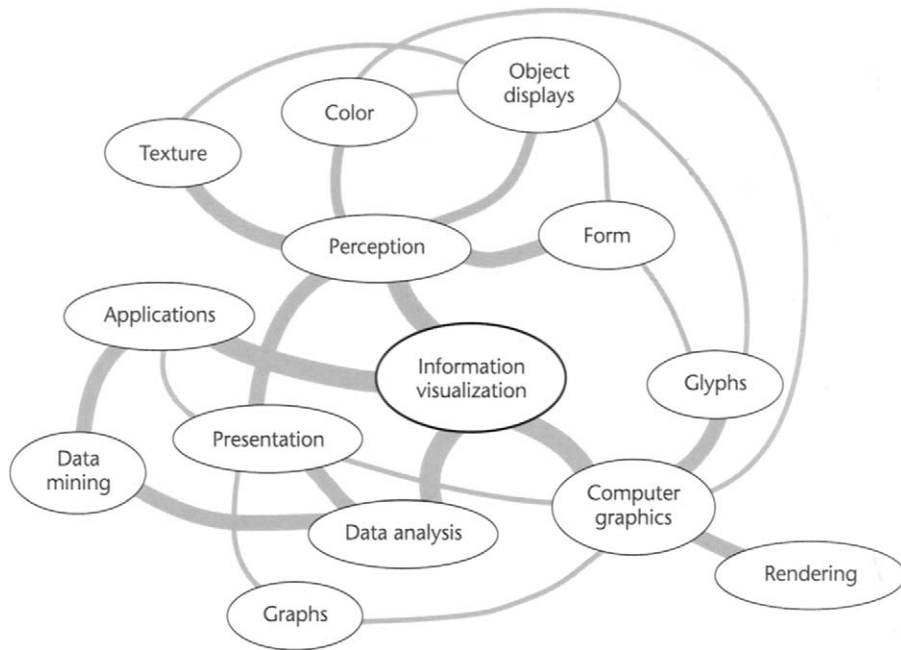 Object
displays
Color
Texture
Perception
Form
Applications
Information
visualization
Glyphs
Presentation
Data
mining
Computer
graphics
Data analysis
Rendering
Graphs